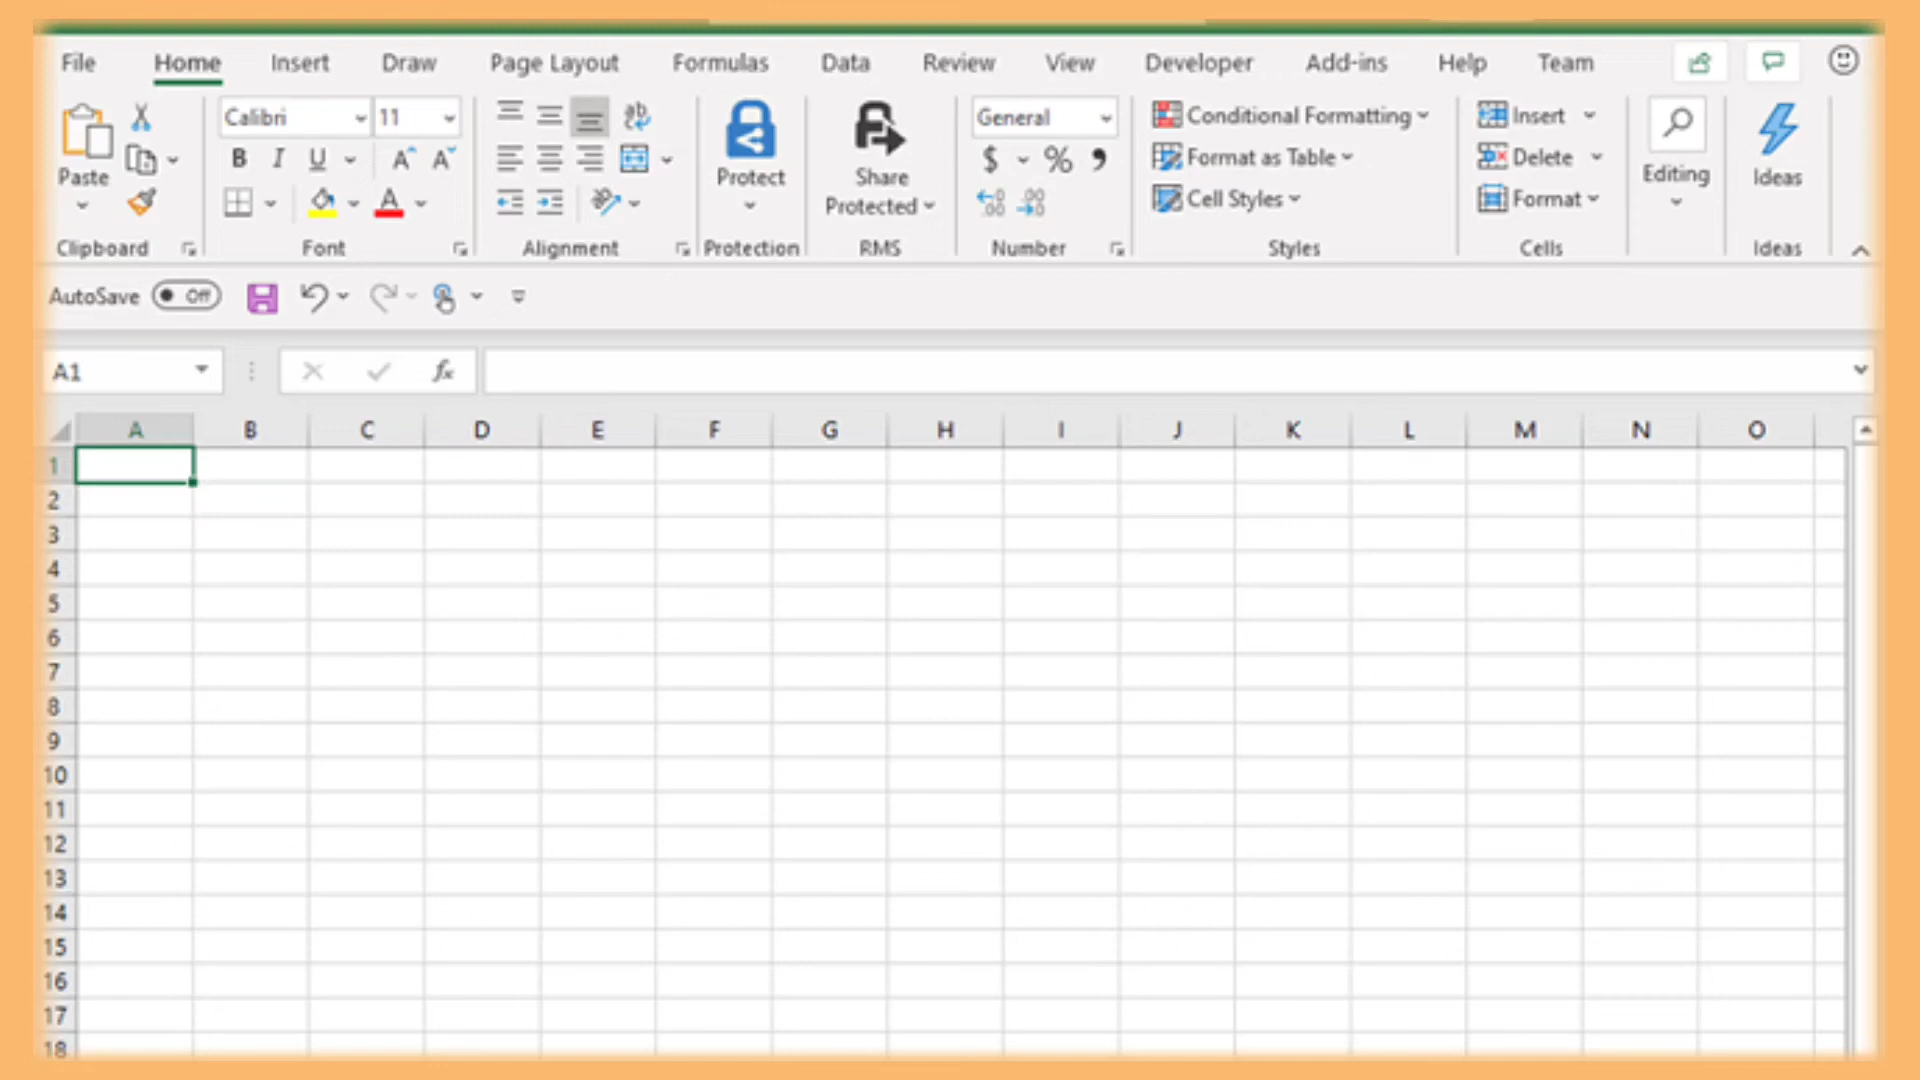 File Home Insert Draw Page Layout Formulas Data Review View Developer Add-ins Help Team
Calibri 11 General Conditional Formatting Insert
Paste Protect Share Format as Table Delete Editing Ideas
Protected Cell Styles Format
Clipboard Font Alignment Protection RMS Number Styles Cells Ideas
AutoSave Off
A1 fx
A B C D E F G H I J K L M N O
1
2
3
4
5
6
7
8
9
10
11
12
13
14
15
16
17
18